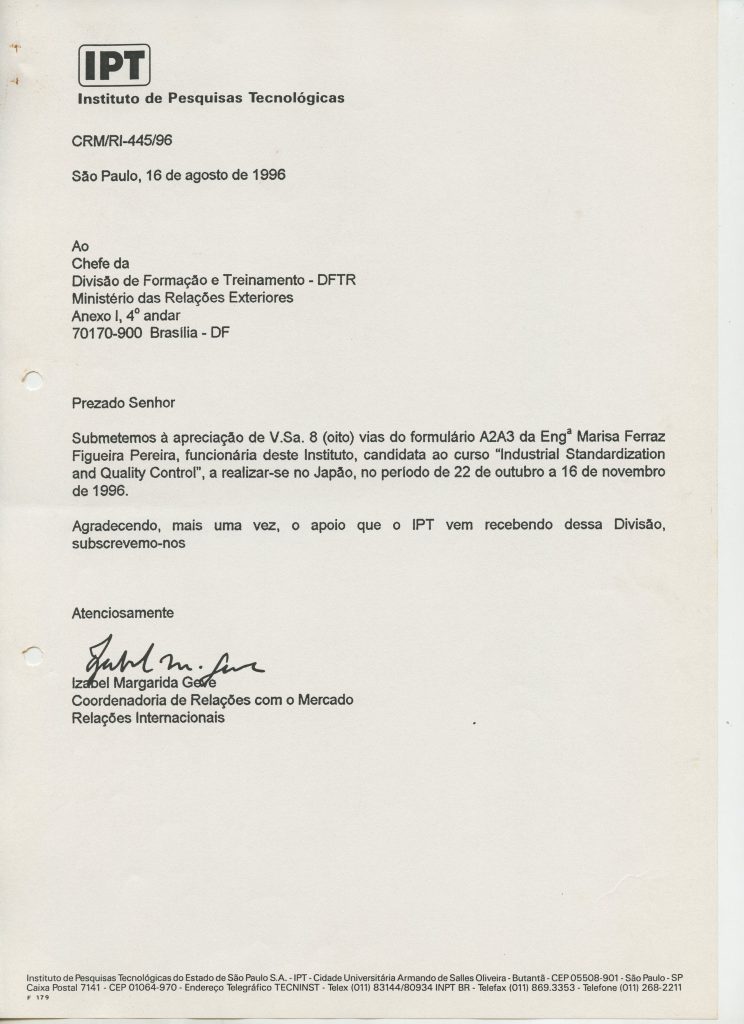 IPT
Instituto de Pesquisas Tecnológicas
CRM/RI-445/96
São Paulo, 16 de agosto de 1996
Ao
Chefe da
Divisão de Formação e Treinamento - DFTR
Ministério das Relações Exteriores
Anexo I, 4º andar
70170-900 Brasília - DF
Prezado Senhor
Submetemos à apreciação de V.Sa. 8 (oito) vias do formulário A2A3 da Engª Marisa Ferraz
Figueira Pereira, funcionária deste Instituto, candidata ao curso “Industrial Standardization
and Quality Control”, a realizar-se no Japão, no período de 22 de outubro a 16 de novembro
de 1996.
Agradecendo, mais uma vez, o apoio que o IPT vem recebendo dessa Divisão,
subscrevemo-nos
Atenciosamente
Izabel M. Geve
Izabel Margarida Geve
Coordenadoria de Relações com o Mercado
Relações Internacionais
Instituto de Pesquisas Tecnológicas do Estado de São Paulo S.A. - IPT - Cidade Universitária Armando de Salles Oliveira - Butantã - CEP 05508-901 - São Paulo - SP
Caixa Postal 7141 - CEP 01064-970 - Endereço Telegráfico TECNINST - Telex (011) 83144/80934 INPT BR - Telefax (011) 869.3353 - Telefone (011) 268-2211
F 179